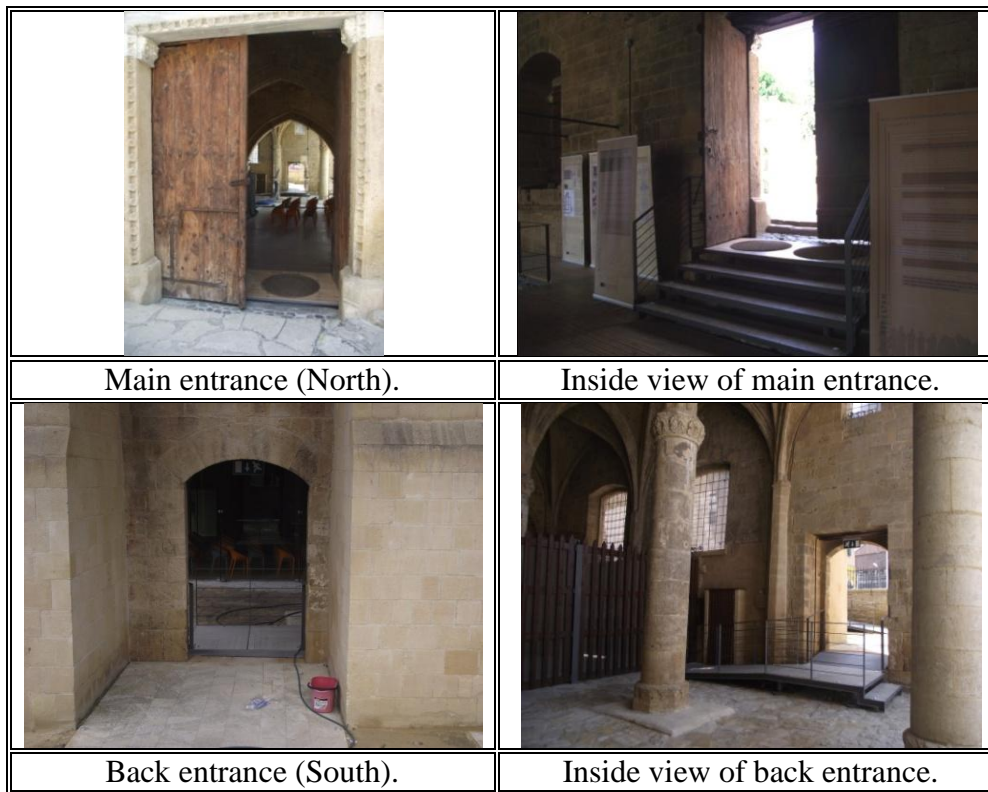 Main entrance (North).
Inside view of main entrance.
Back entrance (South).
Inside view of back entrance.